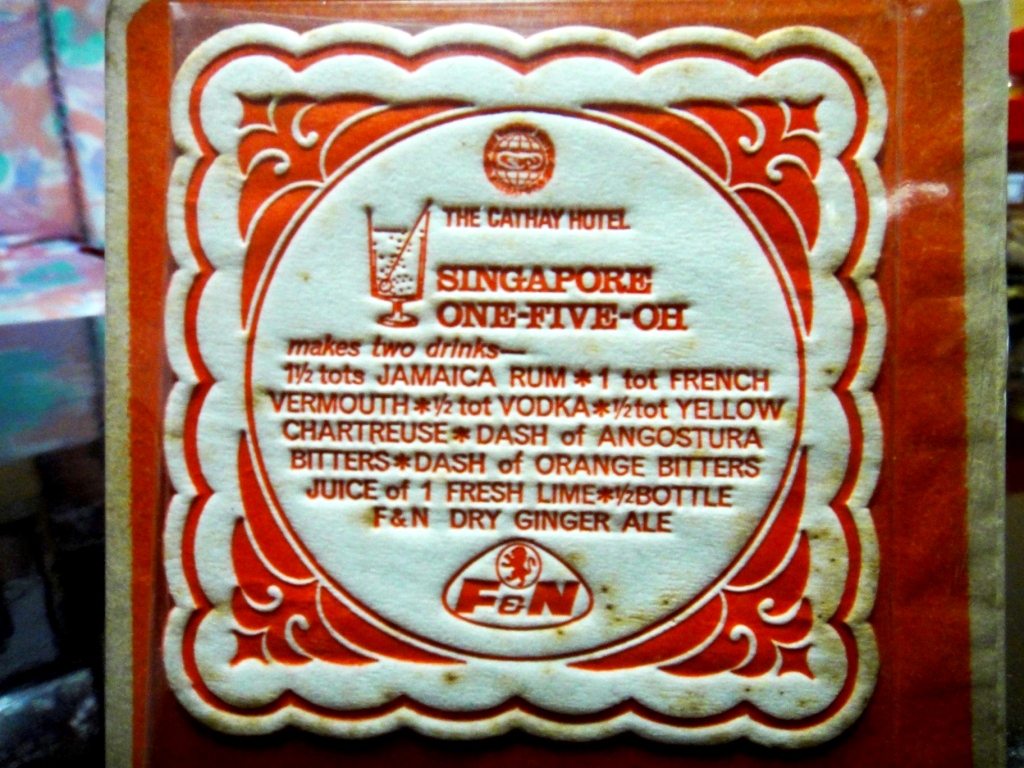 THE CATHAY HOTEL
SINGAPORE
ONE-FIVE-OH
makes two drinks—
1½ tots JAMAICA RUM * 1 tot FRENCH
VERMOUTH * ½ tot VODKA * ½ tot YELLOW
CHARTREUSE * DASH of ANGOSTURA
BITTERS * DASH of ORANGE BITTERS
JUICE of 1 FRESH LIME * ½ BOTTLE
F&N DRY GINGER ALE
F&N